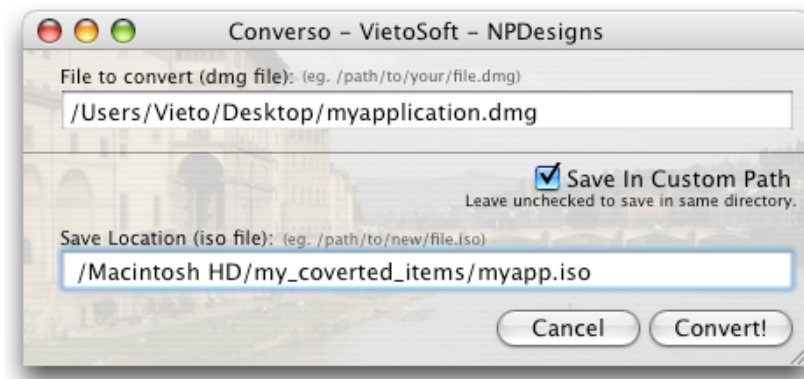 Converso – VietoSoft – NPDesigns
File to convert (dmg file): (eg. /path/to/your/file.dmg)
/Users/Vieto/Desktop/myapplication.dmg
Save In Custom Path
Leave unchecked to save in same directory.
Save Location (iso file): (eg. /path/to/new/file.iso)
/Macintosh HD/my_coverted_items/myapp.iso
Cancel Convert!